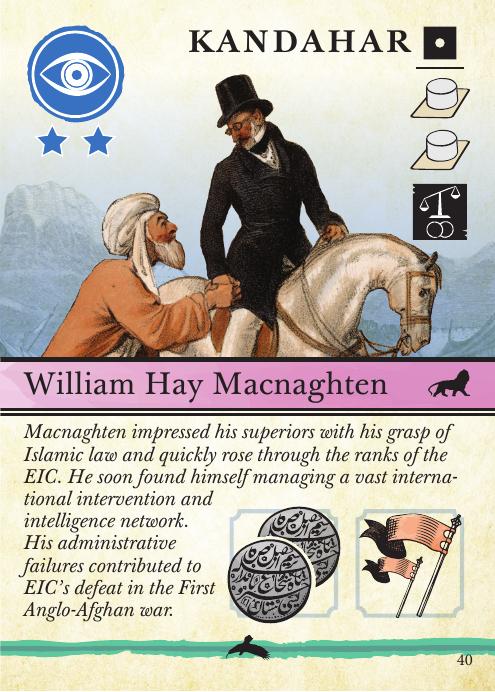 KANDAHAR
William Hay Macnaghten
Macnaghten impressed his superiors with his grasp of
Islamic law and quickly rose through the ranks of the
EIC. He soon found himself managing a vast interna-
tional intervention and
intelligence network.
His administrative
failures contributed to
EIC's defeat in the First
Anglo-Afghan war.
40